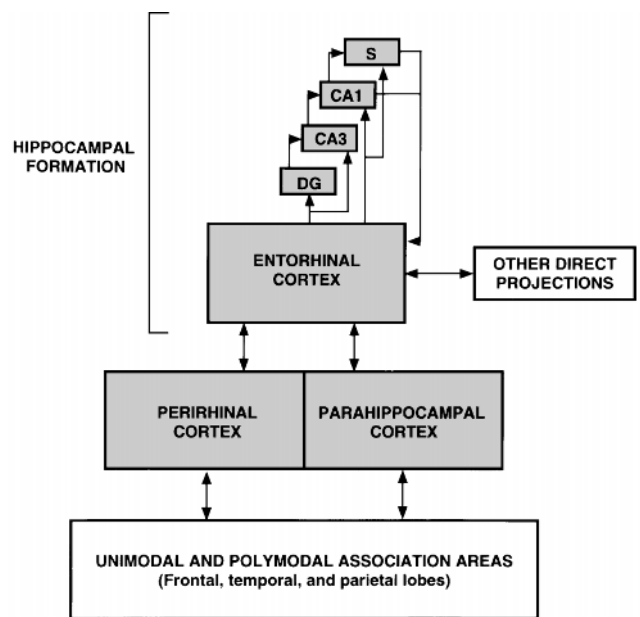 S
CA1
HIPPOCAMPAL
FORMATION
CA3
DG
ENTORHINAL
CORTEX
OTHER DIRECT
PROJECTIONS
PERIRHINAL
CORTEX
PARAHIPPOCAMPAL
CORTEX
UNIMODAL AND POLYMODAL ASSOCIATION AREAS
(Frontal, temporal, and parietal lobes)